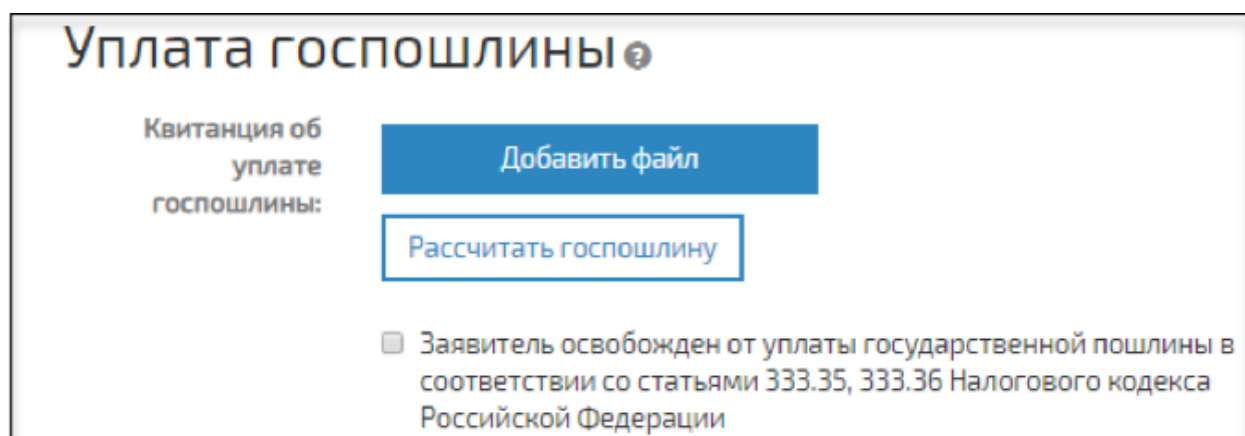 Уплата госпошлины
Квитанция об
уплате
госпошлины:
Добавить файл
Рассчитать госпошлину
Заявитель освобожден от уплаты государственной пошлины в
соответствии со статьями 333.35, 333.36 Налогового кодекса
Российской Федерации